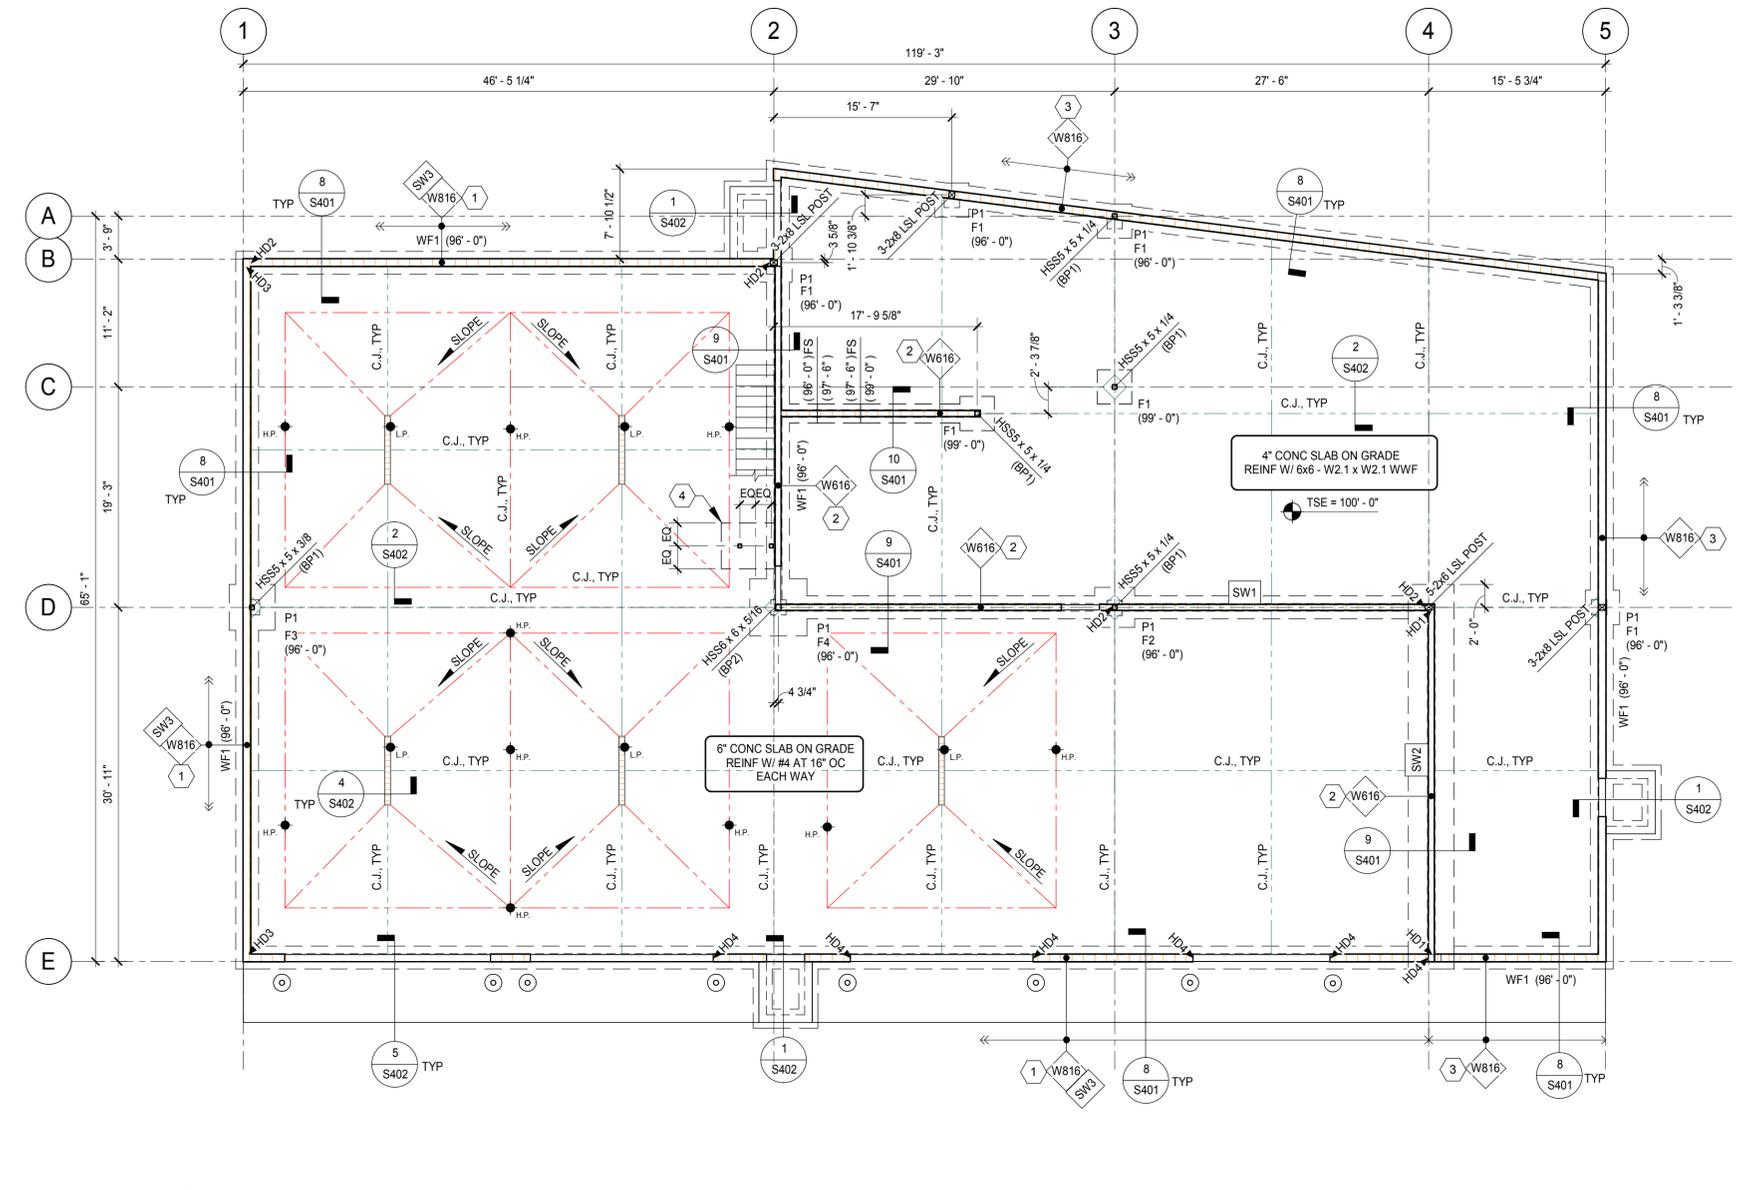 1
2
3
4
5
119' - 3"
46' - 5 1/4"
29' - 10"
27' - 6"
15' - 5 3/4"
15' - 7"
3
W816
8
S401
TYP
SW3
W816
1
WF1 (96' - 0")
7' - 10 1/2"
1
S402
3-2x8 LSL POST
3 5/8"
1' - 10 3/8"
3-2x8 LSL POST
P1
F1
(96' - 0")
HSS5 x 5 x 1/4
(BP1)
P1
F1
(96' - 0")
8
S401
TYP
A
3' - 9"
B
HD2
HD3
HD2
P1
F1
(96' - 0")
1' - 3 3/8"
11' - 2"
C.J., TYP
SLOPE
SLOPE
C.J., TYP
9
S401
17' - 9 5/8"
(96' - 0")FS
(97' - 6")
(97' - 6")FS
(99' - 0")
2
W616
2' - 3 7/8"
HSS5 x 5 x 1/4
(BP1)
C.J., TYP
2
S402
C.J., TYP
C
F1
(99' - 0")
C.J., TYP
8
S401
TYP
H.P.
L.P.
C.J., TYP
H.P.
L.P.
H.P.
F1
(99' - 0")
HSS5 x 5 x 1/4
(BP1)
4" CONC SLAB ON GRADE
REINF W/ 6x6 - W2.1 x W2.1 WWF
TSE = 100' - 0"
8
S401
TYP
10
S401
WF1 (96' - 0")
W616
2
4
EQEQ
EQ
EQ
C.J., TYP
C.J., TYP
19' - 3"
SLOPE
SLOPE
2
S402
HSS5 x 5 x 3/8
(BP1)
C.J., TYP
C.J., TYP
9
S401
W616
2
HSS5 x 5 x 1/4
(BP1)
SW1
HD2
5-2x6 LSL POST
HD1
C.J., TYP
2' - 0"
W816
3
65' - 1"
D
P1
F3
(96' - 0")
H.P.
SLOPE
SLOPE
HSS6 x 6 x 5/16
(BP2)
P1
F4
(96' - 0")
SLOPE
HD2
P1
F2
(96' - 0")
3-2x8 LSL POST
P1
F1
(96' - 0")
WF1 (96' - 0")
4 3/4"
SW3
W816
1
WF1 (96' - 0")
L.P.
C.J., TYP
H.P.
L.P.
6" CONC SLAB ON GRADE
REINF W/ #4 AT 16" OC
EACH WAY
C.J., TYP
L.P.
H.P.
C.J., TYP
SW2
C.J., TYP
30' - 11"
TYP
4
S402
2
W616
1
S402
H.P.
H.P.
H.P.
SLOPE
SLOPE
SLOPE
9
S401
C.J., TYP
C.J., TYP
C.J., TYP
C.J., TYP
C.J., TYP
H.P.
E
HD3
HD4
HD4
HD4
HD4
HD4
HD1
HD4
WF1 (96' - 0")
5
S402
TYP
1
S402
1
W816
SW3
8
S401
TYP
3
W816
8
S401
TYP